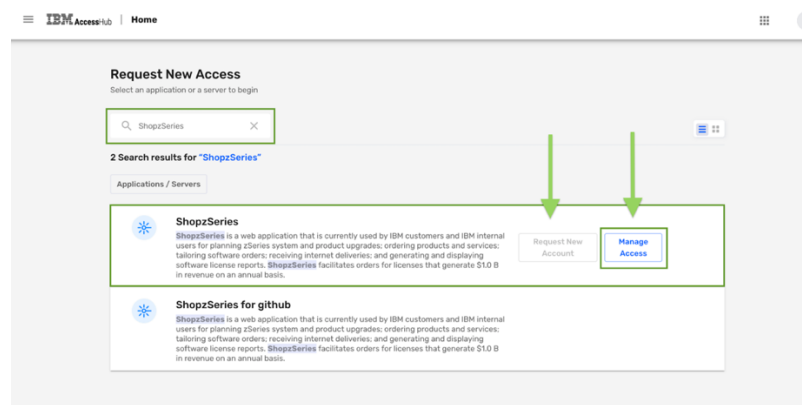 IBM AccessHub | Home
Request New Access
Select an application or a server to begin
ShopzSeries
2 Search results for "ShopzSeries"
Applications / Servers
ShopzSeries
ShopzSeries is a web application that is currently used by IBM customers and IBM internal
users for planning zSeries system and product upgrades; ordering products and services;
tailoring software orders; receiving internet deliveries; and generating and displaying
software license reports. ShopzSeries facilitates orders for licenses that generate $1.0 B
in revenue on an annual basis.
Request New
Account
Manage
Access
ShopzSeries for github
ShopzSeries is a web application that is currently used by IBM customers and IBM internal
users for planning zSeries system and product upgrades; ordering products and services;
tailoring software orders; receiving internet deliveries; and generating and displaying
software license reports. ShopzSeries facilitates orders for licenses that generate $1.0 B
in revenue on an annual basis.